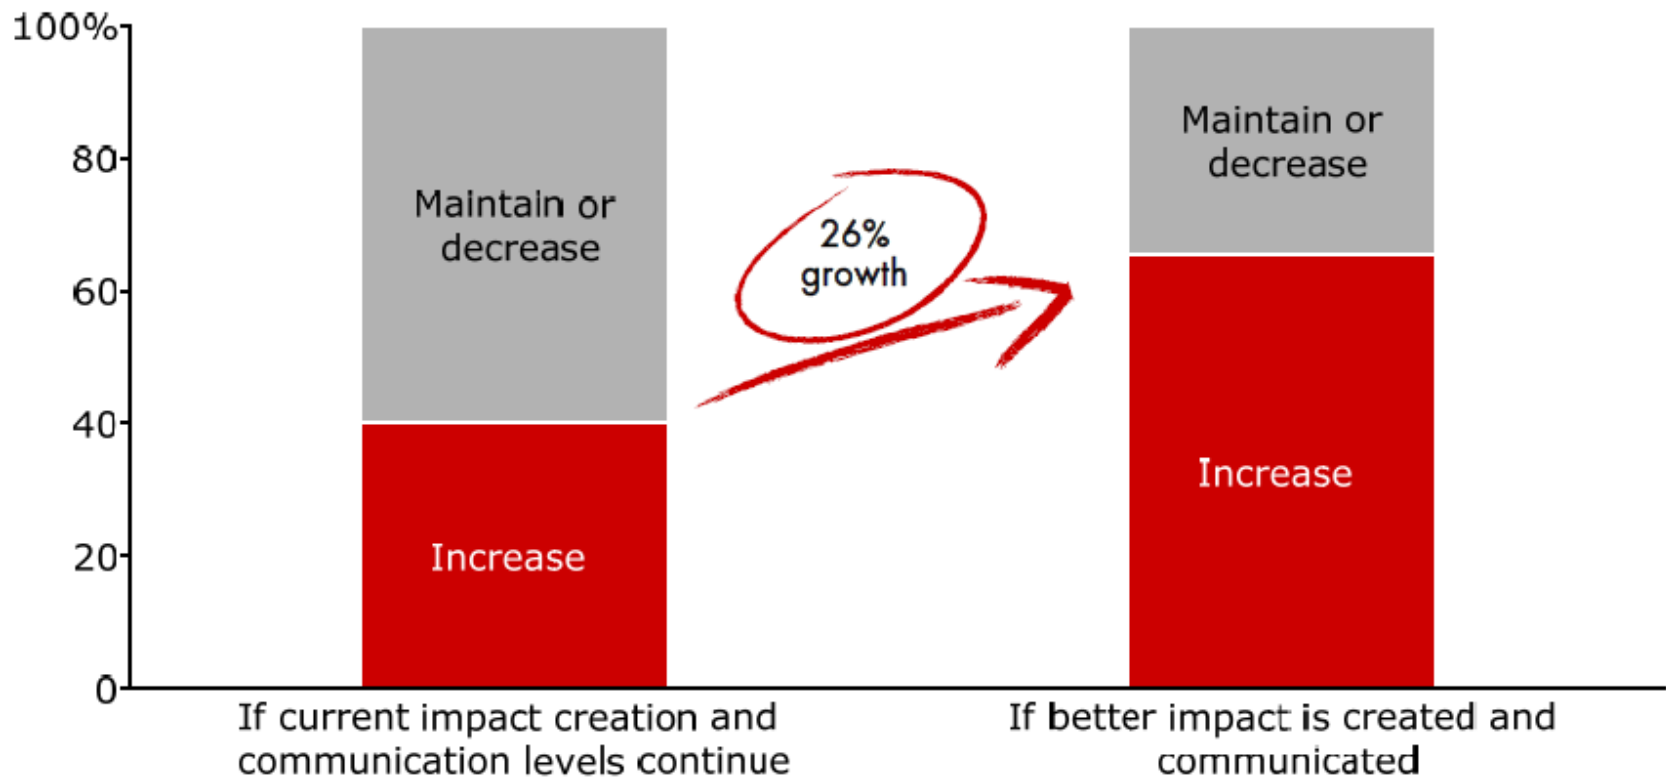 100%
80
60
40
20
0
Maintain or
decrease
Increase
26%
growth
Maintain or
decrease
Increase
If current impact creation and
communication levels continue
If better impact is created and
communicated